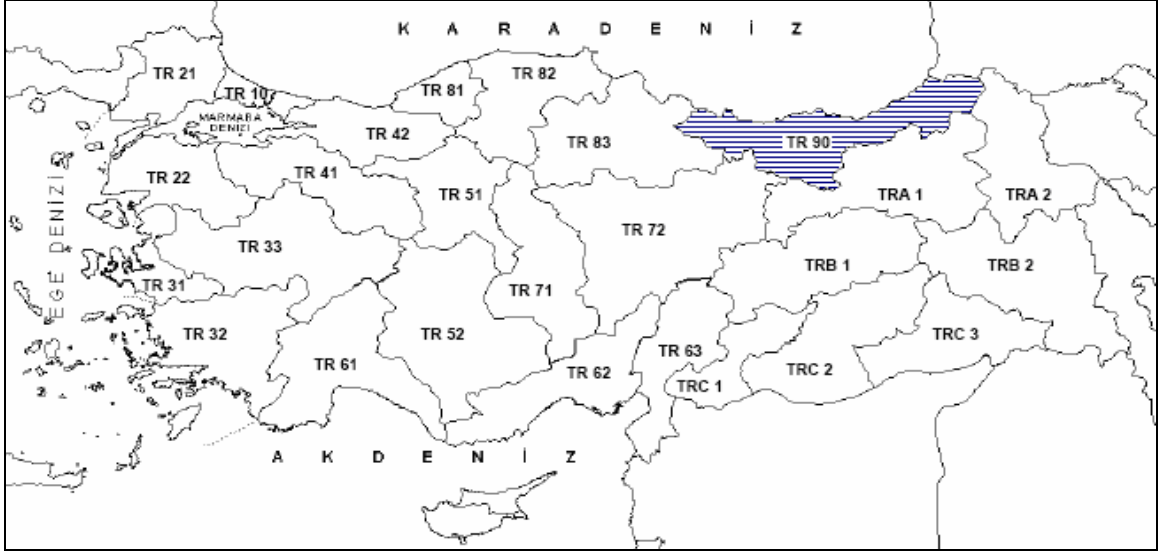 K A R A D E N İ Z
TR 21
TR 82
TR 10
TR 81
MARMARA
DENİZİ
TR 42
TR 83
TR 90
TR 22
TR 41
TR 51
TRA 1
TRA 2
EGE DENİZİ
TR 33
TR 72
TRB 1
TRB 2
TR 31
TR 71
TR 32
TR 52
TRC 3
TR 61
TR 62
TR 63
TRC 1
TRC 2
A K D E N İ Z